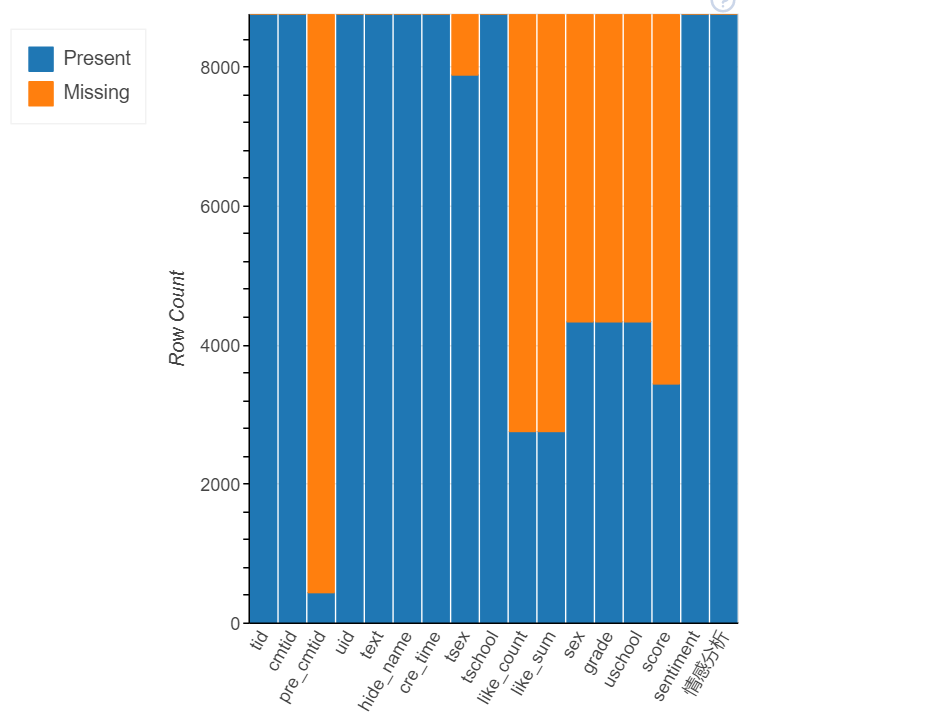 ?
Present
Missing
8000
6000
4000
2000
0
Row Count
tid
cmtid
pre_cmtid
uid
text
hide_name
cre_time
tsex
tschool
like_count
like_sum
sex
grade
uschool
score
sentiment
情感分析